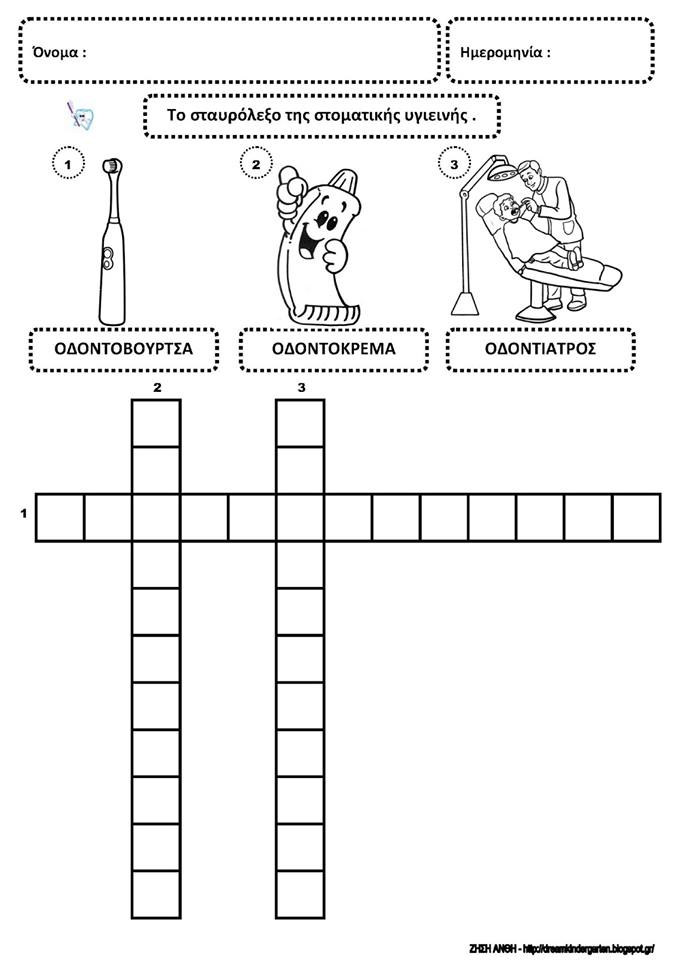 Όνομα :
Ημερομηνία :
Το σταυρόλεξο της στοματικής υγιεινής .
1
2
3
ΟΔΟΝΤΟΒΟΥΡΤΣΑ
ΟΔΟΝΤΟΚΡΕΜΑ
ΟΔΟΝΤΙΑΤΡΟΣ
2
3
1
ΖΗΣΗ ΑΝΘΗ - http://dreamkindergarten.blogspot.gr/